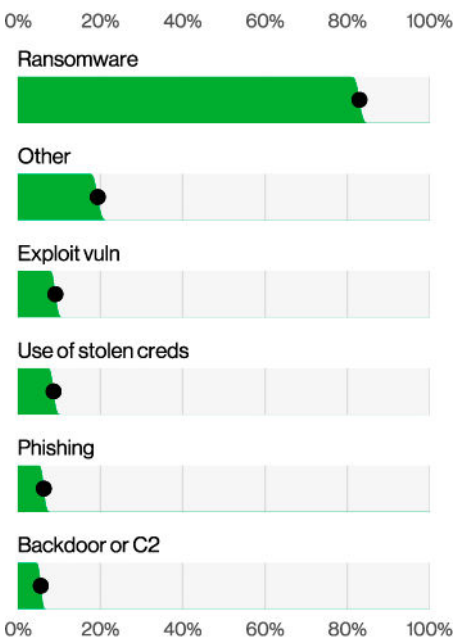 0% 20% 40% 60% 80% 100%
Ransomware
Other
Exploit vuln
Use of stolen creds
Phishing
Backdoor or C2
0% 20% 40% 60% 80% 100%